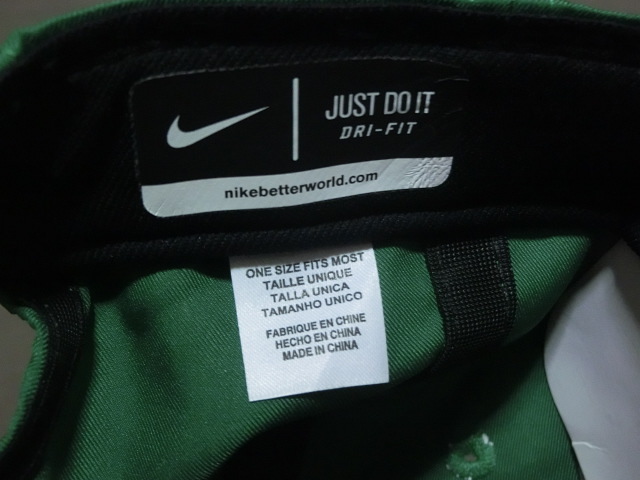 JUST DO IT
DRI-FIT
nikebetterworld.com
ONE SIZE FITS MOST
TAILLE UNIQUE
TALLA UNICA
TAMANHO UNICO
FABRIQUE EN CHINE
HECHO EN CHINA
MADE IN CHINA